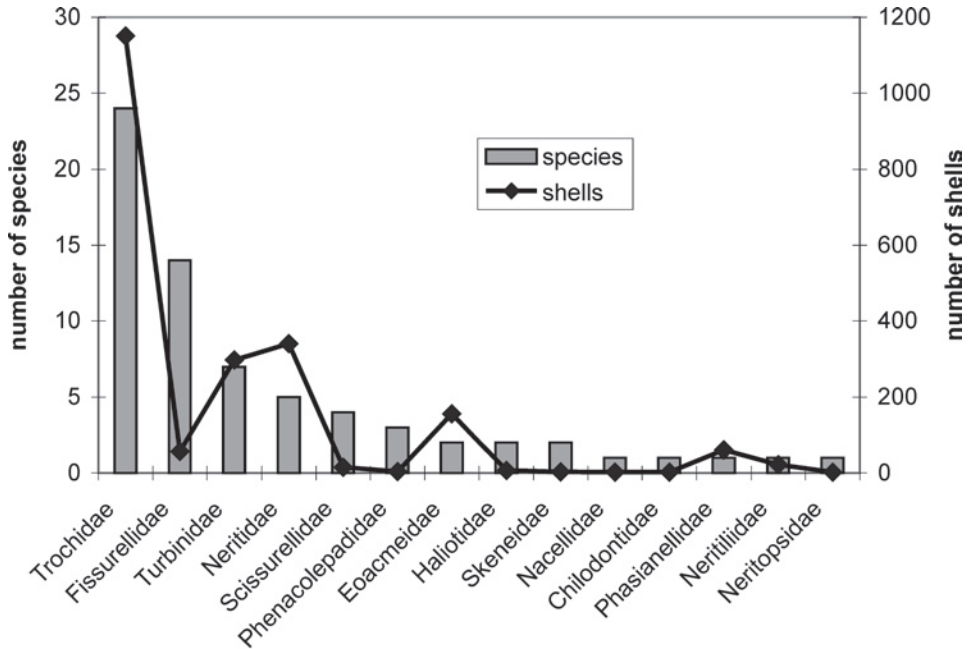 30
25
20
15
10
5
0
number of species
1200
1000
800
600
400
200
0
number of shells
species
shells
Trochidae
Fissurellidae
Turbinidae
Neritidae
Scissurellidae
Phenacolepadidae
Eoacmeidae
Haliotidae
Skeneidae
Nacellidae
Chilodontidae
Phasianellidae
Neritiliidae
Neritopsidae